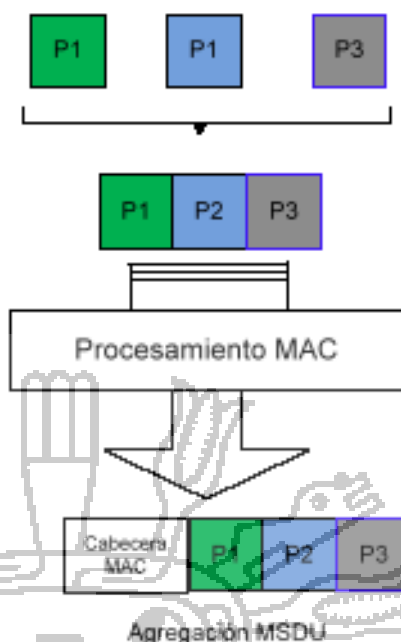 P1 P1 P3
P1 P2 P3
Procesamiento MAC
Cabecera
MAC
P1 P2 P3
Agregación MSDU